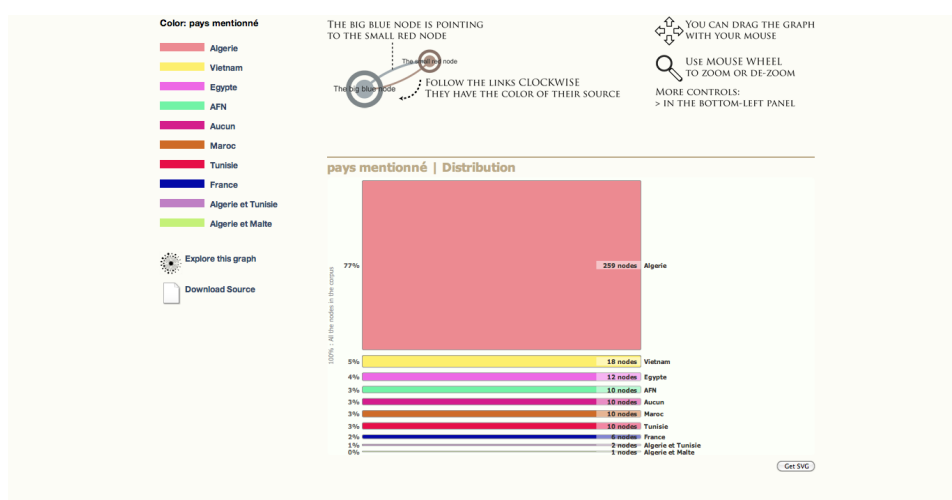 Color: pays mentionné
Algerie
Vietnam
Egypte
AFN
Aucun
Maroc
Tunisie
France
Algerie et Tunisie
Algerie et Malte
Explore this graph
Download Source
THE BIG BLUE NODE IS POINTING
TO THE SMALL RED NODE
The small red node
The big blue node
FOLLOW THE LINKS CLOCKWISE
THEY HAVE THE COLOR OF THEIR SOURCE
YOU CAN DRAG THE GRAPH
WITH YOUR MOUSE
USE MOUSE WHEEL
TO ZOOM OR DE-ZOOM
MORE CONTROLS:
> IN THE BOTTOM-LEFT PANEL
pays mentionné | Distribution
100% : All the nodes in the corpus
77% 259 nodes Algerie
5% 18 nodes Vietnam
4% 12 nodes Egypte
3% 10 nodes AFN
3% 10 nodes Aucun
3% 10 nodes Maroc
3% 10 nodes Tunisie
2% 6 nodes France
1% 2 nodes Algerie et Tunisie
0% 1 nodes Algerie et Malte
Get SVG